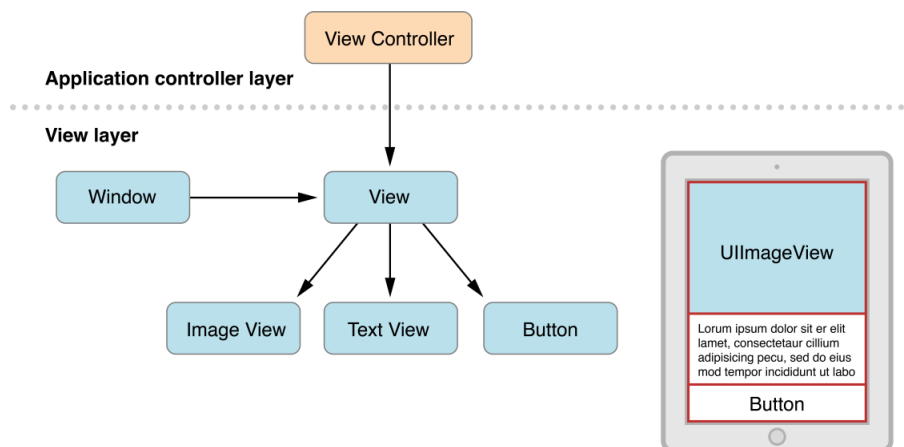 View Controller
Application controller layer
View layer
Window
View
Image View
Text View
Button
UIImageView
Lorem ipsum dolor sit er elit
lamet, consectetaur cillium
adipisicing pecu, sed do eius
mod tempor incididunt ut labo
Button